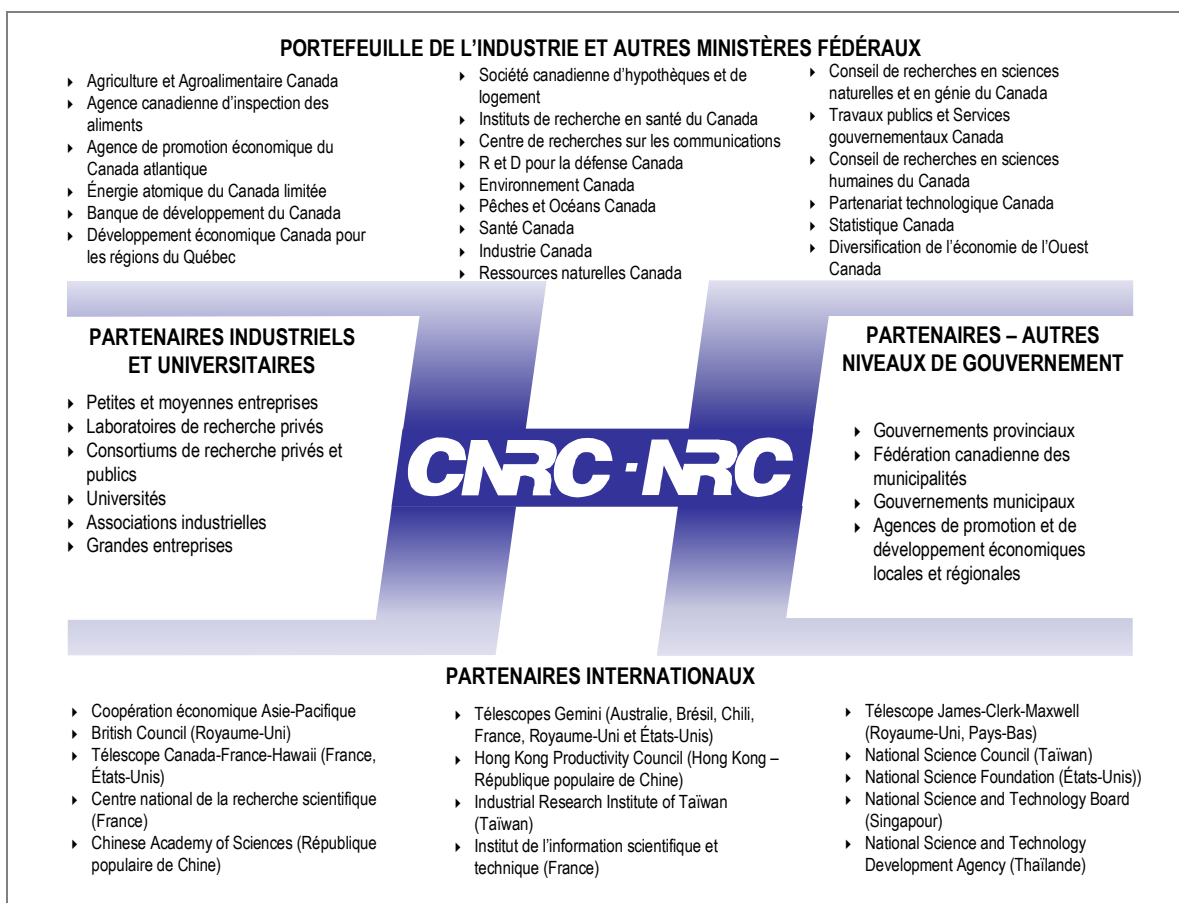 PORTEFEUILLE DE L’INDUSTRIE ET AUTRES MINISTÈRES FÉDÉRAUX
Agriculture et Agroalimentaire Canada
Agence canadienne d’inspection des
aliments
Agence de promotion économique du
Canada atlantique
Énergie atomique du Canada limitée
Banque de développement du Canada
Développement économique Canada pour
les régions du Québec
Société canadienne d’hypothèques et de
logement
Instituts de recherche en santé du Canada
Centre de recherches sur les communications
R et D pour la défense Canada
Environnement Canada
Pêches et Océans Canada
Santé Canada
Industrie Canada
Ressources naturelles Canada
Conseil de recherches en sciences
naturelles et en génie du Canada
Travaux publics et Services
gouvernementaux Canada
Conseil de recherches en sciences
humaines du Canada
Partenariat technologique Canada
Statistique Canada
Diversification de l’économie de l’Ouest
Canada
PARTENAIRES INDUSTRIELS
ET UNIVERSITAIRES
Petites et moyennes entreprises
Laboratoires de recherche privés
Consortiums de recherche privés et
publics
Universités
Associations industrielles
Grandes entreprises
CNRC·NRC
PARTENAIRES – AUTRES
NIVEAUX DE GOUVERNEMENT
Gouvernements provinciaux
Fédération canadienne des
municipalités
Gouvernements municipaux
Agences de promotion et de
développement économiques
locales et régionales
PARTENAIRES INTERNATIONAUX
Coopération économique Asie-Pacifique
British Council (Royaume-Uni)
Télescope Canada-France-Hawaii (France,
États-Unis)
Centre national de la recherche scientifique
(France)
Chinese Academy of Sciences (République
populaire de Chine)
Télescopes Gemini (Australie, Brésil, Chili,
France, Royaume-Uni et États-Unis)
Hong Kong Productivity Council (Hong Kong –
République populaire de Chine)
Industrial Research Institute of Taïwan
(Taïwan)
Institut de l’information scientifique et
technique (France)
Télescope James-Clerk-Maxwell
(Royaume-Uni, Pays-Bas)
National Science Council (Taïwan)
National Science Foundation (États-Unis))
National Science and Technology Board
(Singapour)
National Science and Technology
Development Agency (Thaïlande)